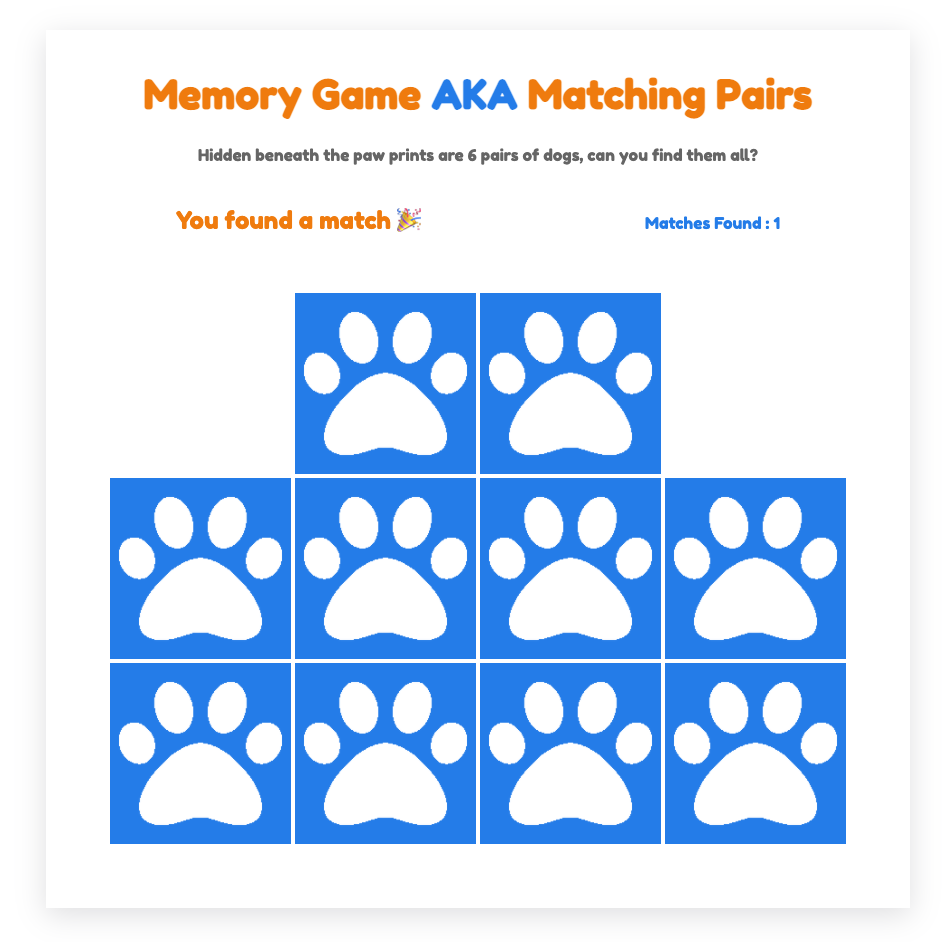 Memory Game AKA Matching Pairs
Hidden beneath the paw prints are 6 pairs of dogs, can you find them all?
You found a match 🎉
Matches Found : 1